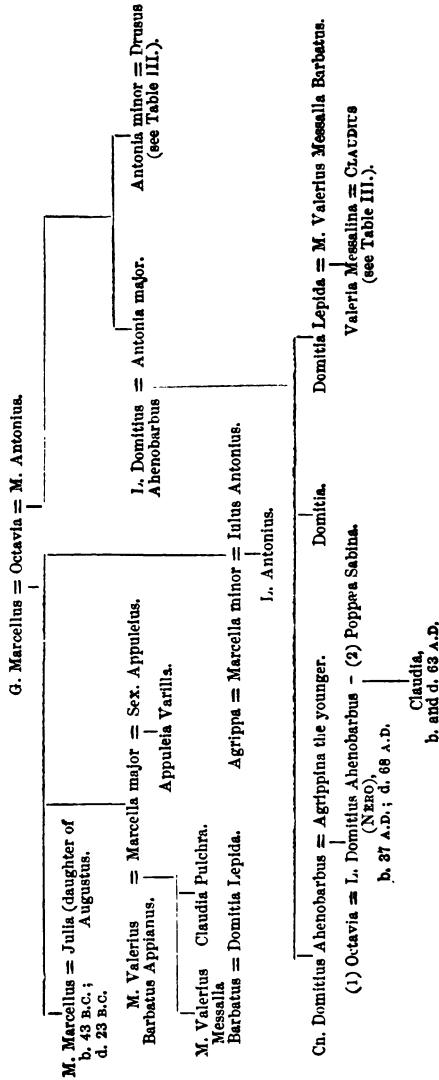 G. Marcellus = Octavia = M. Antonius.
M. Marcellus = Julia (daughter of
b. 43 B.C.; Augustus.
d. 23 B.C.
M. Valerius = Marcella major = Sex. Appuleius.
Barbatus Appianus.
Appuleia Varilla.
M. Valerius Claudia Pulchra.
Messalla
Barbatus = Domitia Lepida.
Agrippa = Marcella minor = Iulus Antonius.
L. Antonius.
L. Domitius = Antonia major.
Ahenobarbus
Antonia minor = Drusus
(see Table III.).
Cn. Domitius Ahenobarbus = Agrippina the younger.
Domitia.
Domitia Lepida = M. Valerius Messalla Barbatus.
(1) Octavia = L. Domitius Ahenobarbus - (2) Poppæa Sabina.
(NERO),
b. 37 A.D.; d. 68 A.D.
Valeria Messalina = CLAUDIUS
(see Table III.).
Claudia,
b. and d. 63 A.D.